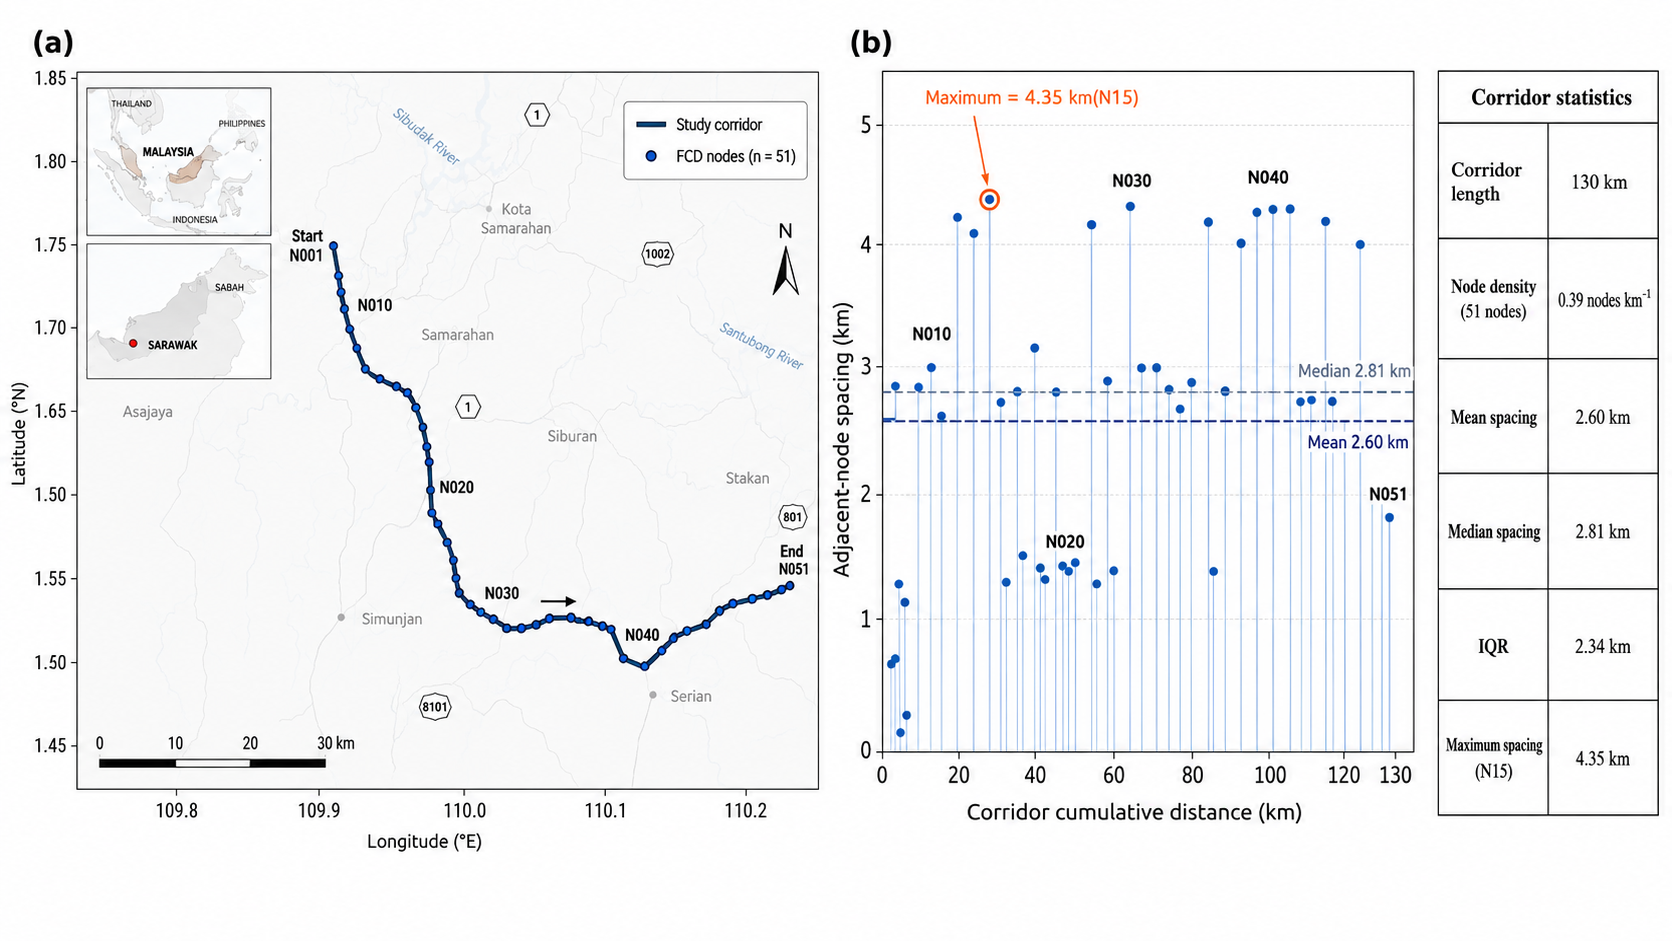 (a)
1.85
1.80
1.75
1.70
1.65
1.50
1.55
1.50
1.45
Latitude (°N)
THAILAND
PHILIPPINES
MALAYSIA
INDONESIA
SABAH
SARAWAK
Sibudak River
1
Study corridor
FCD nodes (n = 51)
Kota
Samarahan
Start
N001
1002
N
N010
Samarahan
Santubong River
Asajaya
1
Siburan
N020
Stakan
801
End
N051
N030
Simunjan
N040
Serian
8101
0 10 20 30 km
109.8 109.9 110.0 110.1 110.2
Longitude (°E)
(b)
Maximum = 4.35 km(N15)
5
4
3
2
1
0
Adjacent-node spacing (km)
N030
N040
N010
Median 2.81 km
Mean 2.60 km
N051
N020
0 20 40 60 80 100 120 130
Corridor cumulative distance (km)
Corridor statistics
Corridor
length
130 km
Node density
(51 nodes)
0.39 nodes km⁻¹
Mean spacing
2.60 km
Median spacing
2.81 km
IQR
2.34 km
Maximum spacing
(N15)
4.35 km